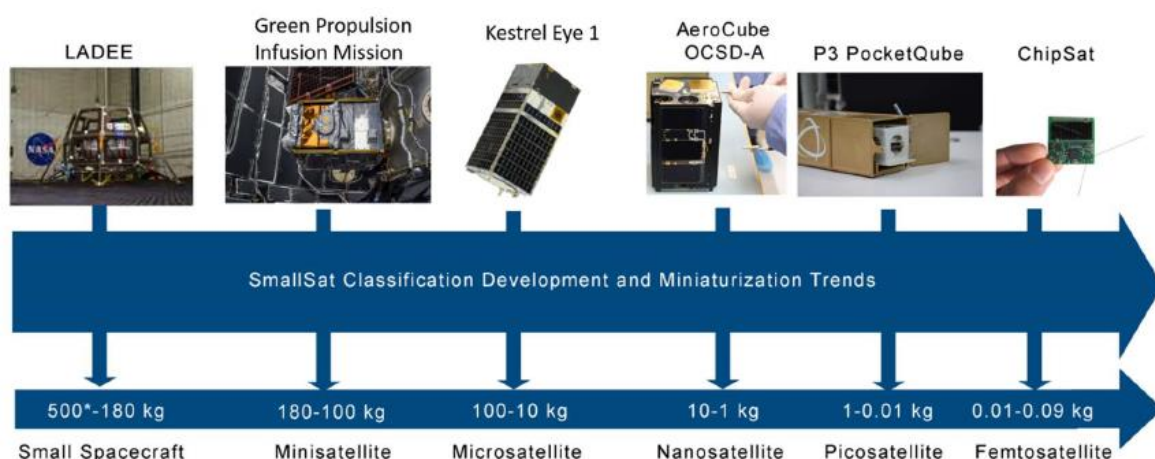 LADEE
Green Propulsion
Infusion Mission
Kestrel Eye 1
AeroCube
OCSD-A
P3 PocketQube
ChipSat
NASA
SmallSat Classification Development and Miniaturization Trends
500*-180 kg
180-100 kg
100-10 kg
10-1 kg
1-0.01 kg
0.01-0.09 kg
Small Spacecraft
Minisatellite
Microsatellite
Nanosatellite
Picosatellite
Femtosatellite